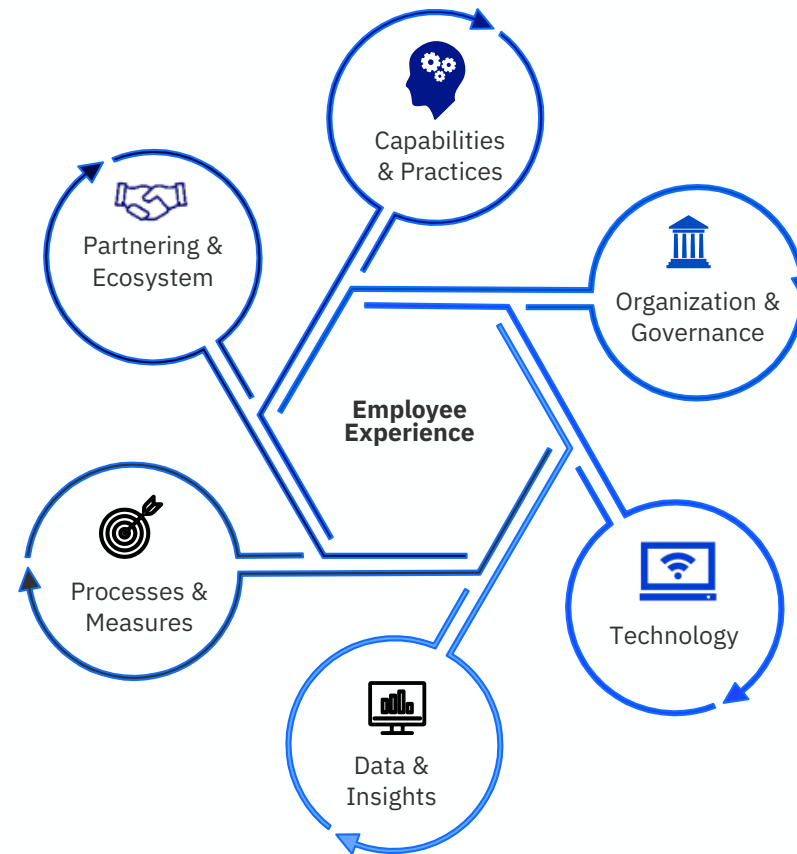 Capabilities
& Practices
Partnering &
Ecosystem
Organization &
Governance
Employee
Experience
Processes &
Measures
Technology
Data &
Insights